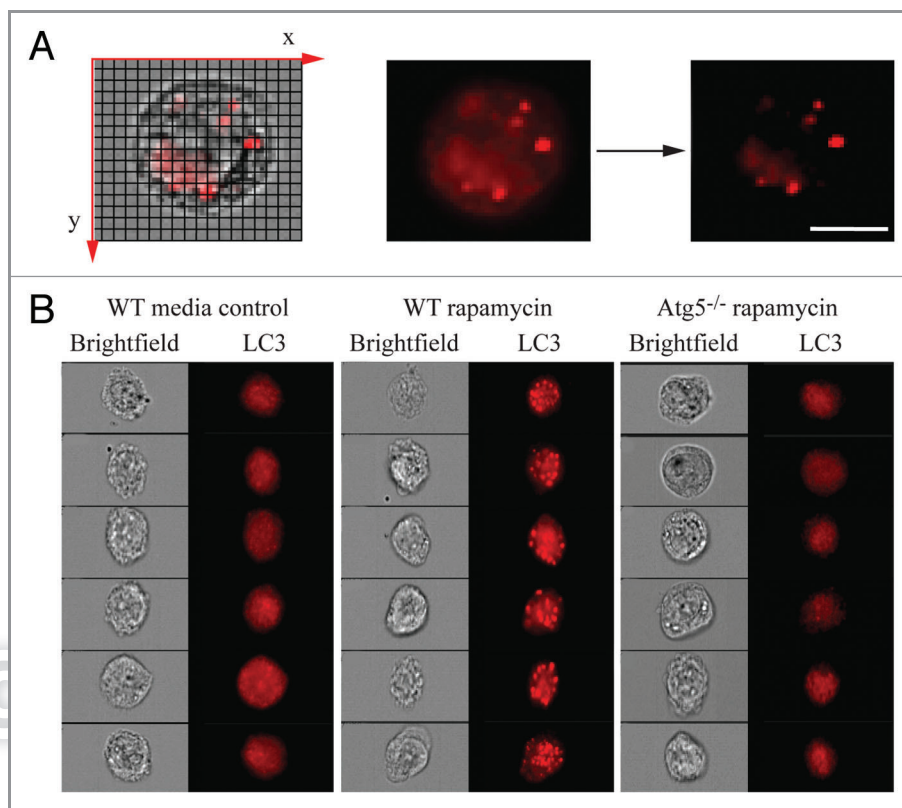 A
x
y
B
WT media control
Brightfield LC3
WT rapamycin
Brightfield LC3
Atg5-/- rapamycin
Brightfield LC3